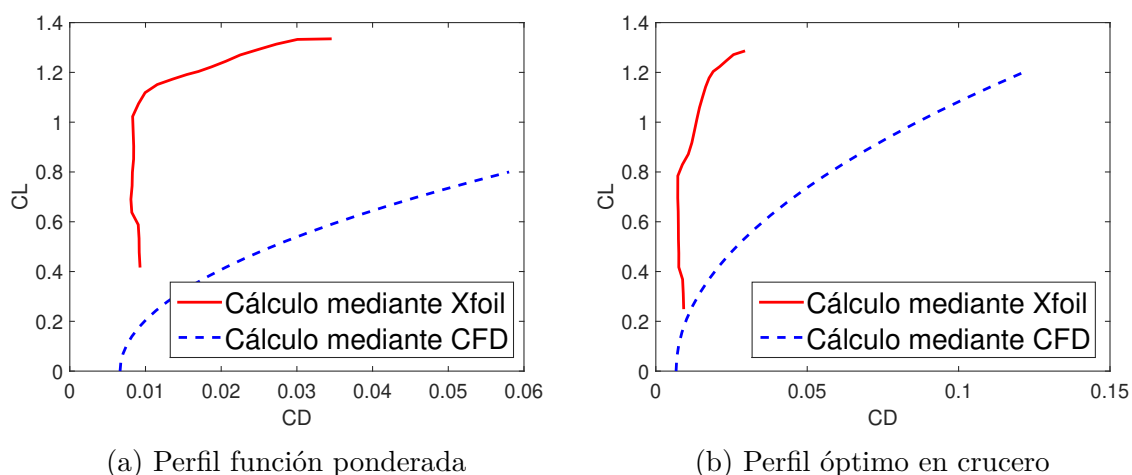 1.4
1.2
1
0.8
0.6
0.4
0.2
0
CL
0 0.01 0.02 0.03 0.04 0.05 0.06
CD
Cálculo mediante Xfoil
Cálculo mediante CFD
(a) Perfil función ponderada
1.4
1.2
1
0.8
0.6
0.4
0.2
0
CL
0 0.05 0.1 0.15
CD
Cálculo mediante Xfoil
Cálculo mediante CFD
(b) Perfil óptimo en crucero